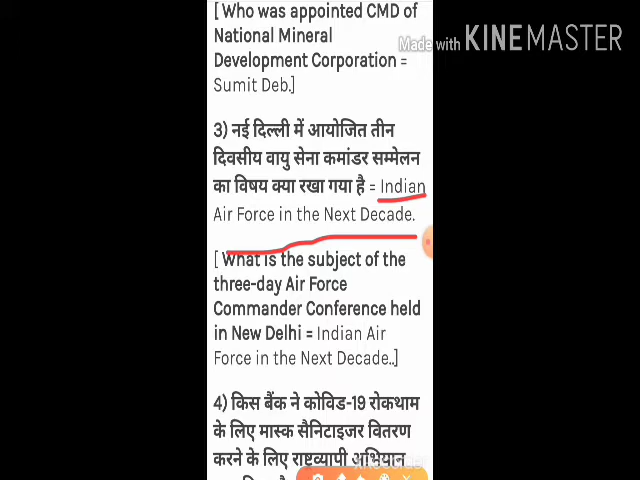 [ Who was appointed CMD of
National Mineral
Development Corporation =
Sumit Deb.]
Made with KINEMASTER
3) नई दिल्ली में आयोजित तीन
दिवसीय वायु सेना कमांडर सम्मेलन
का विषय क्या रखा गया है = Indian
Air Force in the Next Decade.
[ What is the subject of the
three-day Air Force
Commander Conference held
in New Delhi = Indian Air
Force in the Next Decade..]
4) किस बैंक ने कोविड-19 रोकथाम
के लिए मास्क सैनिटाइजर वितरण
करने के लिए राष्टव्यापी अभियान